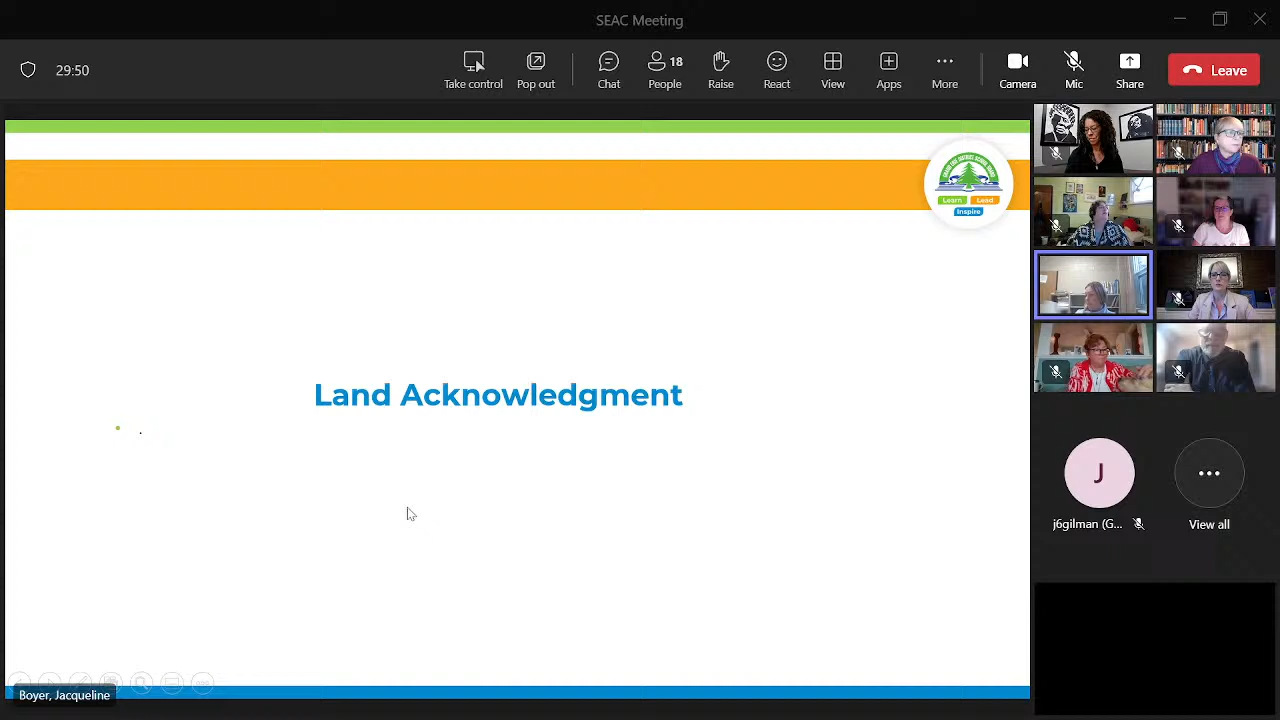 SEAC Meeting
29:50
Take control
Pop out
Chat
18
People
Raise
React
View
Apps
More
Camera
Mic
Share
Leave
Learn
Lead
Inspire
Land Acknowledgment
J
j6gilman (G...
View all
Boyer, Jacqueline